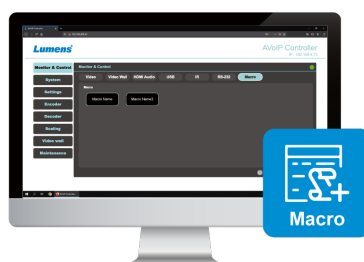 Lumens
AVoIP Controller
Monitor & Control
Monitor & Control
System
Settings
Encoder
Decoder
Scaling
Video wall
Maintenance
Video
Video Wall
HDMI Audio
USB
IR
RS-232
Macro
Macro
Macro Name
Macro Name2
Macro